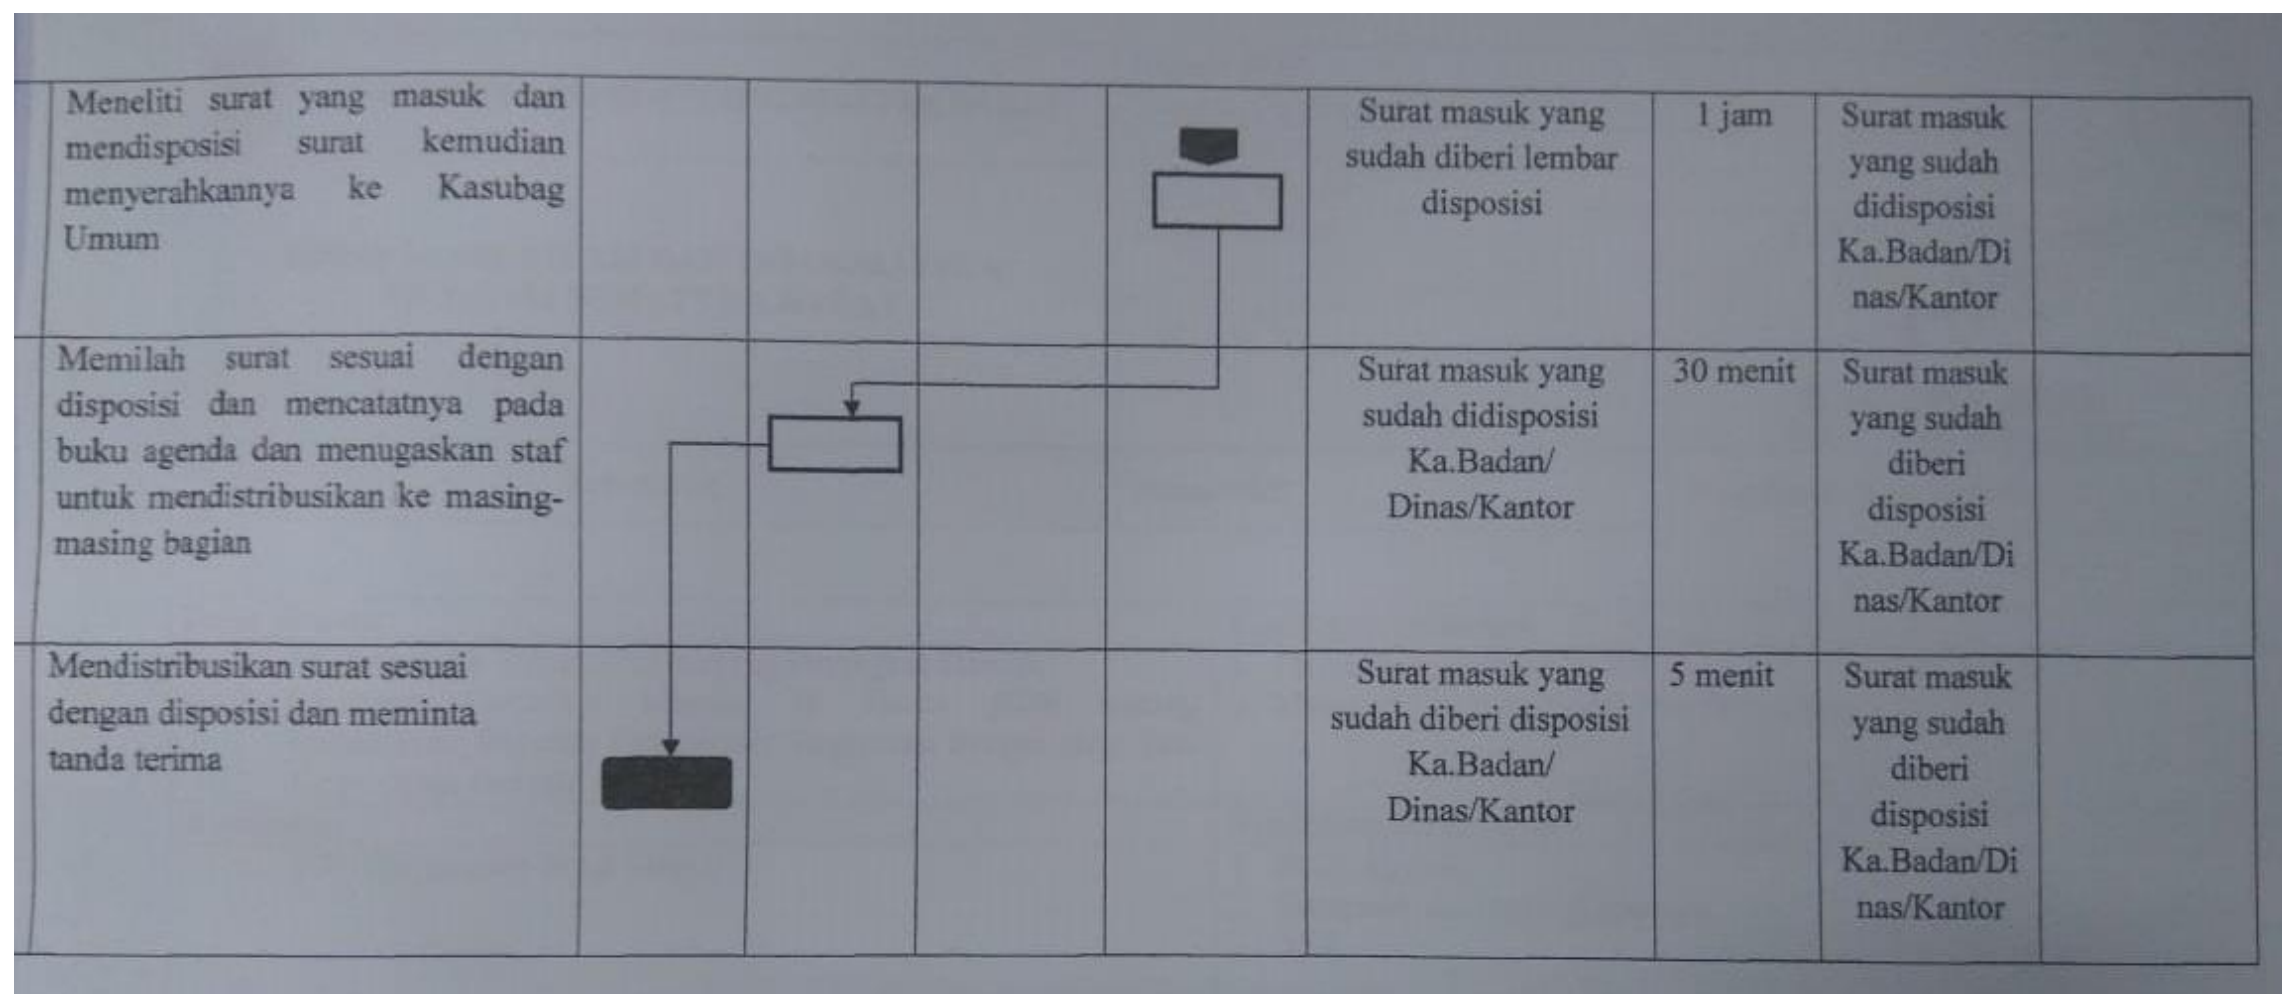 Meneliti surat yang masuk dan
mendisposisi surat kemudian
menyerahkannya ke Kasubag
Umum
Surat masuk yang
sudah diberi lembar
disposisi
1 jam
Surat masuk
yang sudah
didisposisi
Ka.Badan/Di
nas/Kantor
Memilah surat sesuai dengan
disposisi dan mencatatnya pada
buku agenda dan menugaskan staf
untuk mendistribusikan ke masing-
masing bagian
Surat masuk yang
sudah didisposisi
Ka.Badan/
Dinas/Kantor
30 menit
Surat masuk
yang sudah
diberi
disposisi
Ka.Badan/Di
nas/Kantor
Mendistribusikan surat sesuai
dengan disposisi dan meminta
tanda terima
Surat masuk yang
sudah diberi disposisi
Ka.Badan/
Dinas/Kantor
5 menit
Surat masuk
yang sudah
diberi
disposisi
Ka.Badan/Di
nas/Kantor